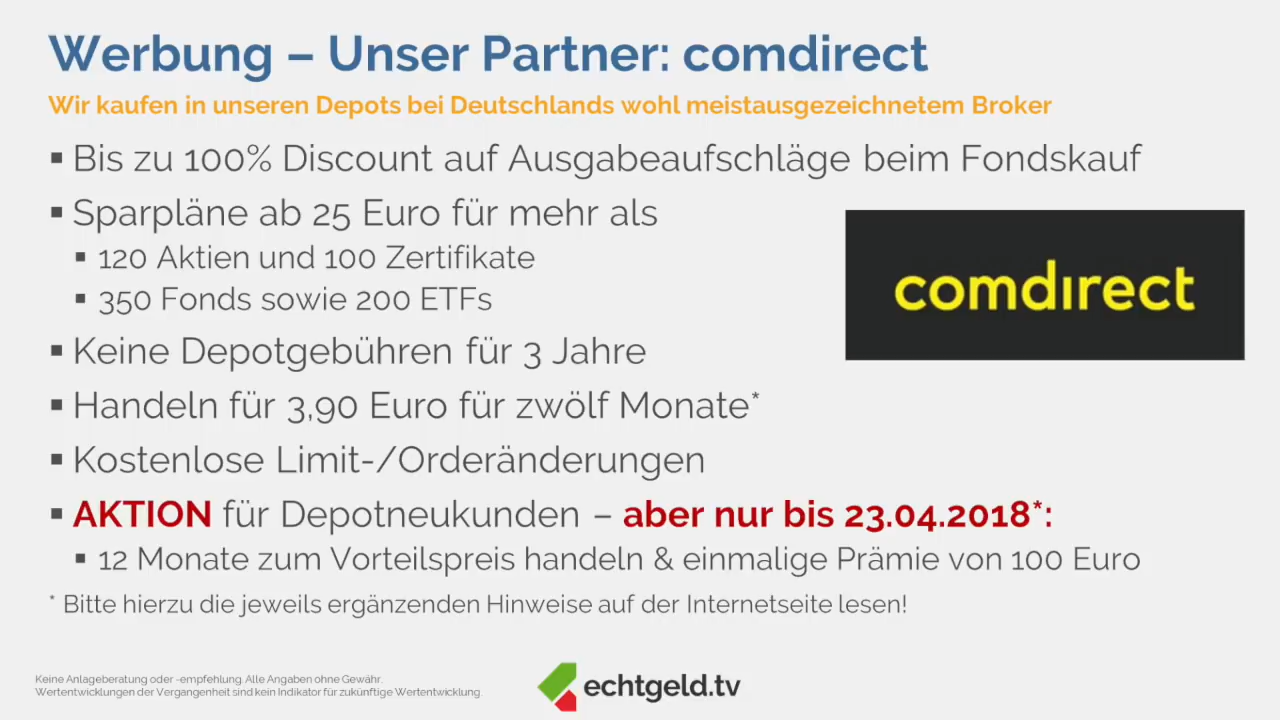 Werbung – Unser Partner: comdirect
Wir kaufen in unseren Depots bei Deutschlands wohl meistausgezeichnetem Broker
▪ Bis zu 100% Discount auf Ausgabeaufschläge beim Fondskauf
▪ Sparpläne ab 25 Euro für mehr als
▪ 120 Aktien und 100 Zertifikate
▪ 350 Fonds sowie 200 ETFs
comdirect
▪ Keine Depotgebühren für 3 Jahre
▪ Handeln für 3,90 Euro für zwölf Monate*
▪ Kostenlose Limit-/Orderänderungen
▪ AKTION für Depotneukunden – aber nur bis 23.04.2018*:
▪ 12 Monate zum Vorteilspreis handeln & einmalige Prämie von 100 Euro
* Bitte hierzu die jeweils ergänzenden Hinweise auf der Internetseite lesen!
Keine Anlageberatung oder -empfehlung. Alle Angaben ohne Gewähr.
Wertentwicklungen der Vergangenheit sind kein Indikator für zukünftige Wertentwicklung.
echtgeld.tv